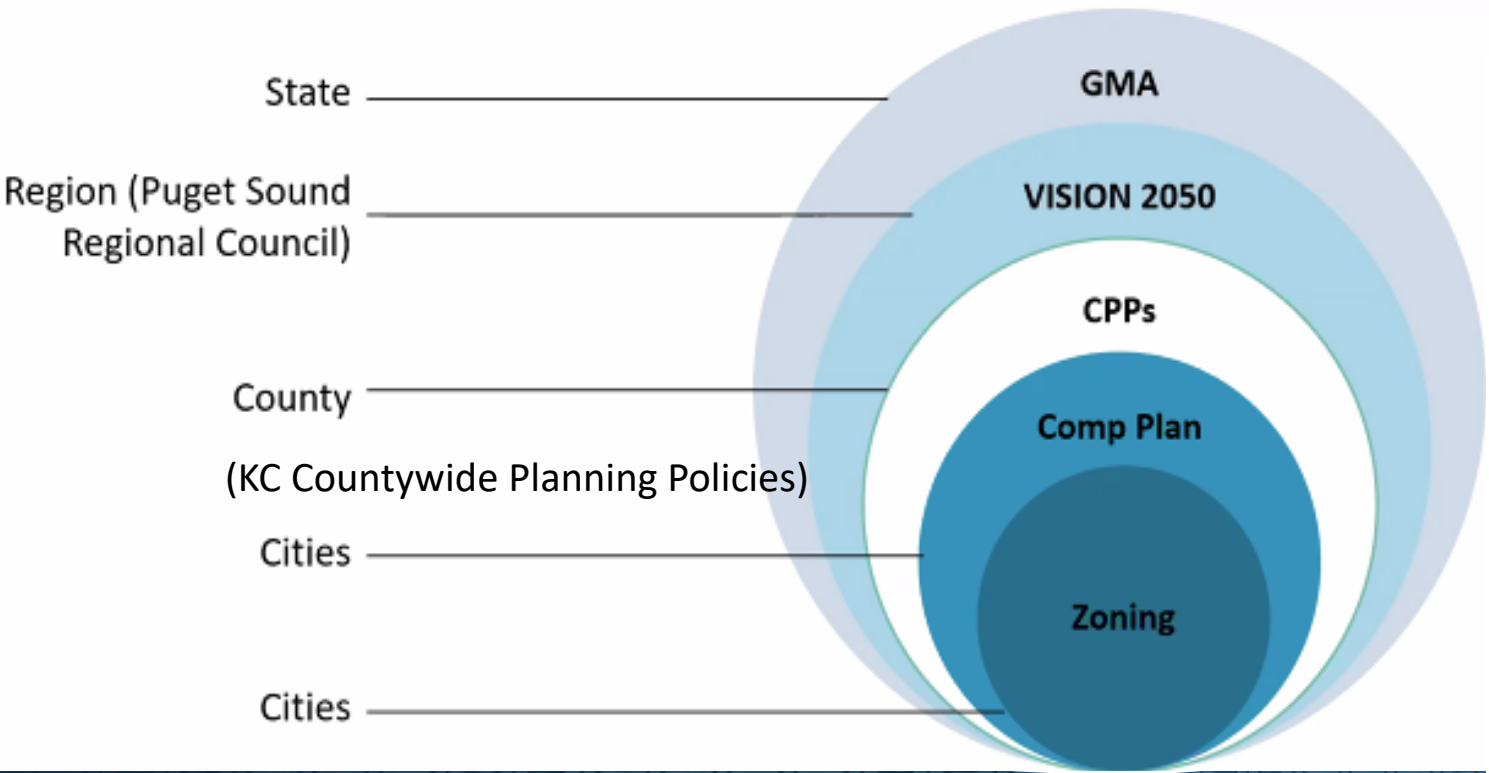 State
GMA
Region (Puget Sound
Regional Council)
VISION 2050
CPPs
County
(KC Countywide Planning Policies)
Comp Plan
Cities
Zoning
Cities